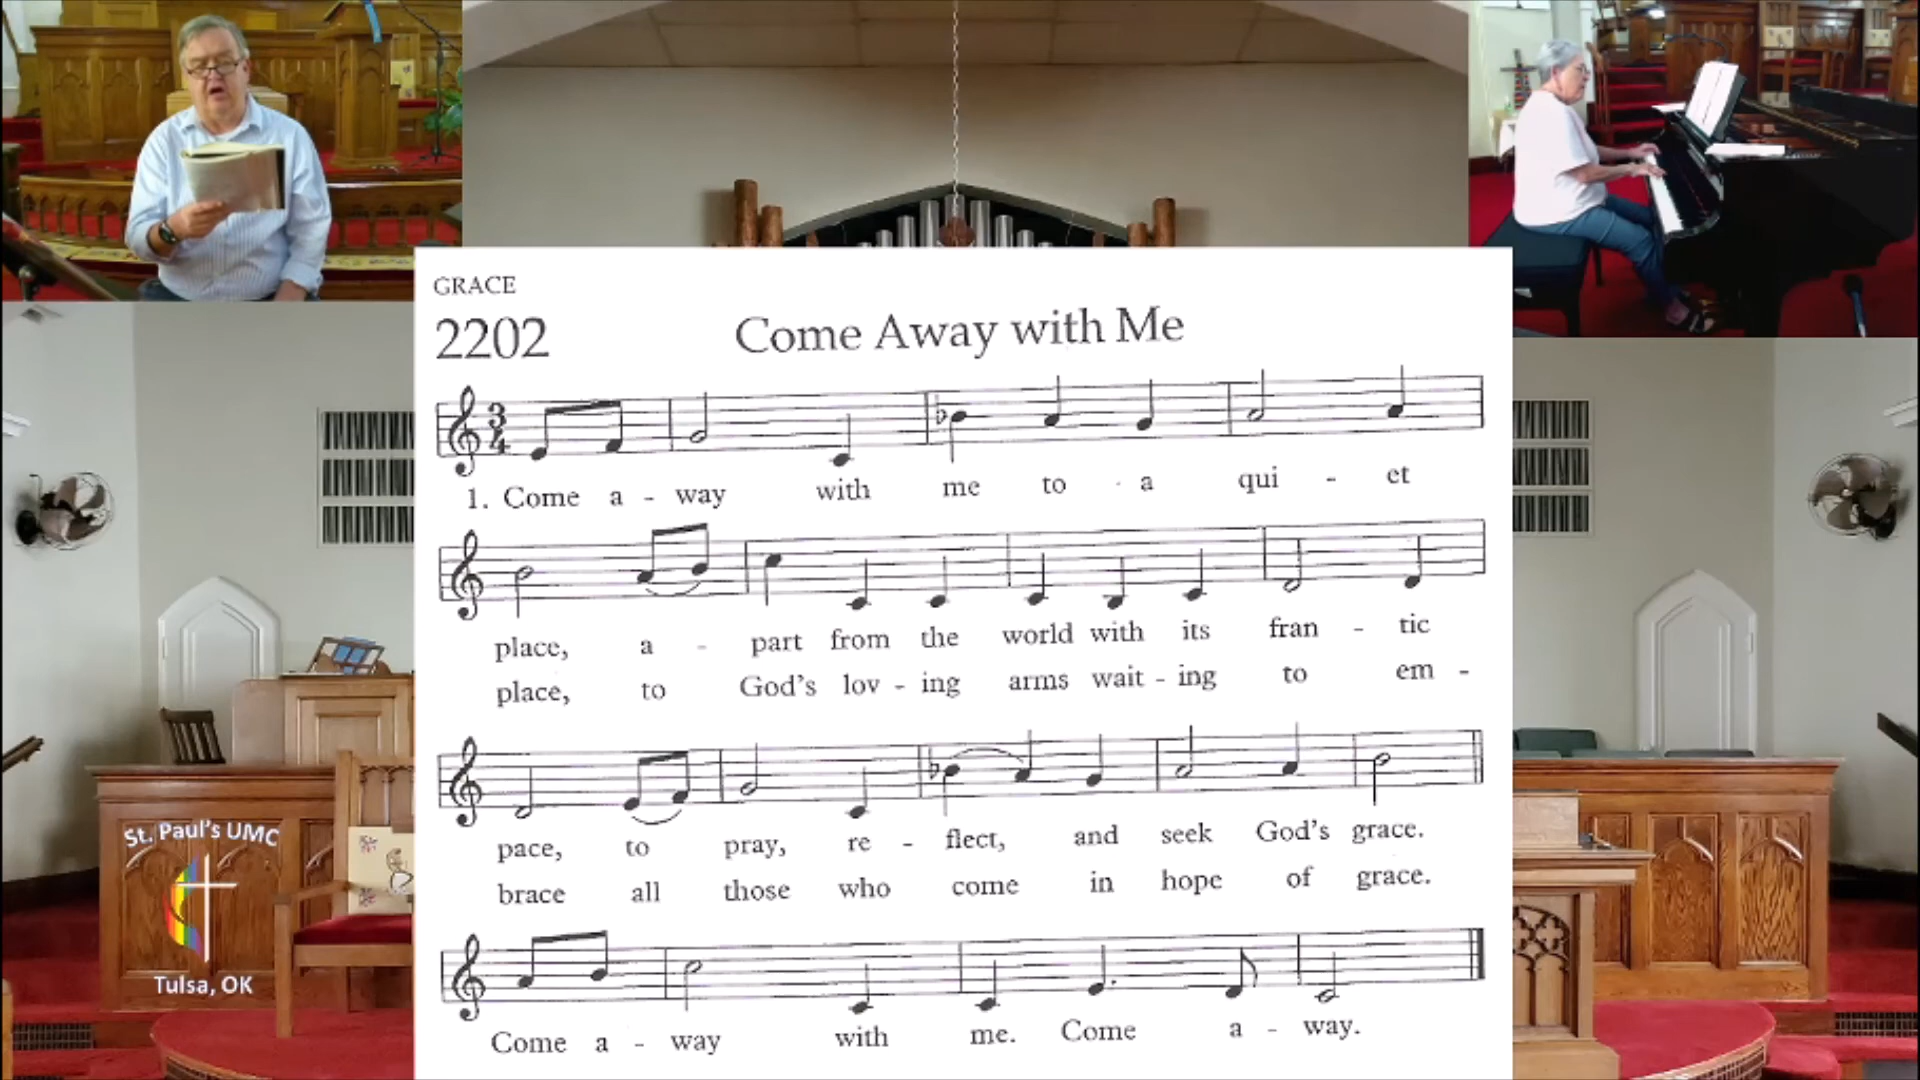 GRACE
2202
Come Away with Me
3
4
1. Come a - way with me to - a qui - et
place, a - part from the world with its fran - tic
place, to God's lov - ing arms wait - ing to em -
pace, to pray, re - flect, and seek God's grace.
brace all those who come in hope of grace.
Come a - way with me. Come a - way.
St. Paul's UMC
Tulsa, OK